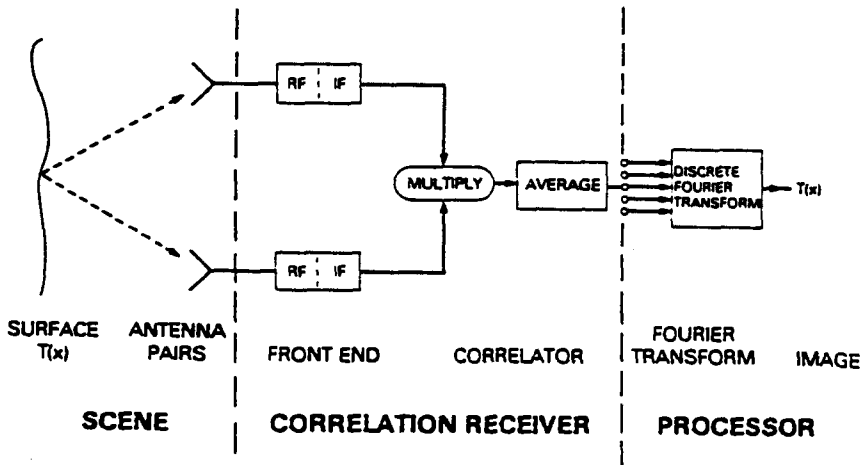 RF IF
MULTIPLY
AVERAGE
DISCRETE
FOURIER
TRANSFORM
T(x)
RF IF
SURFACE
T(x)
ANTENNA
PAIRS
FRONT END
CORRELATOR
FOURIER
TRANSFORM
IMAGE
SCENE
CORRELATION RECEIVER
PROCESSOR